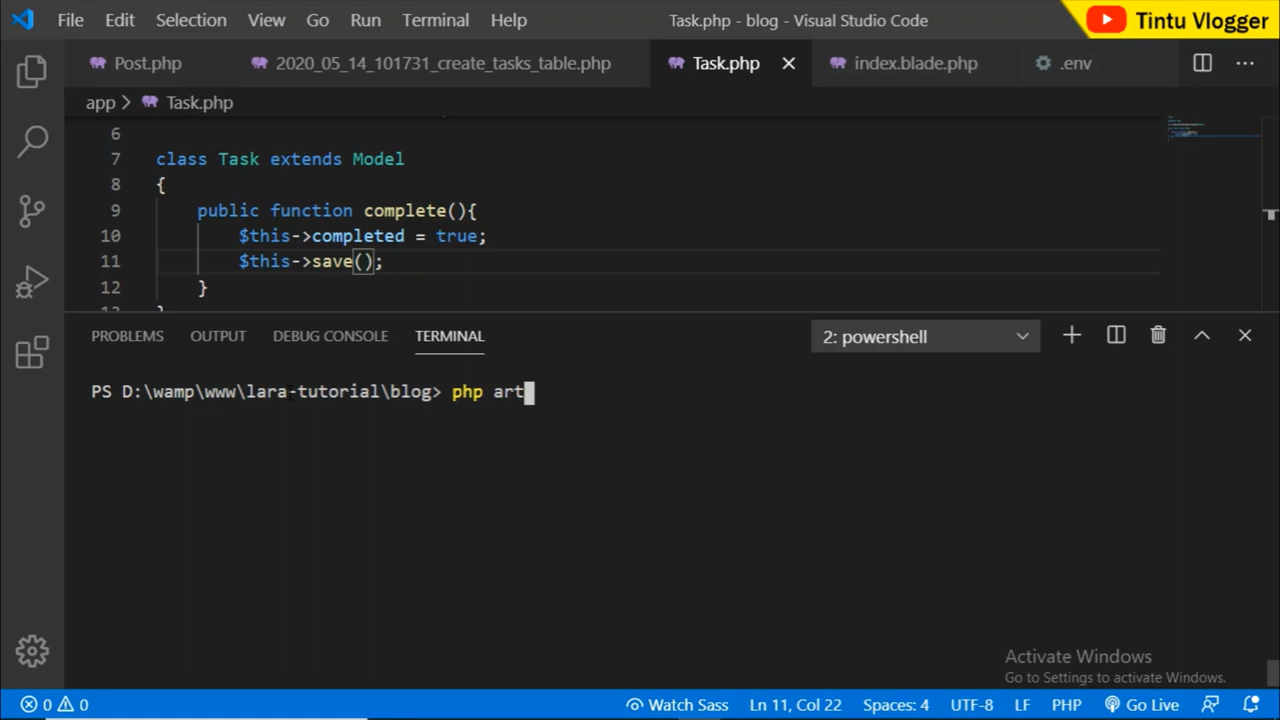 File Edit Selection View Go Run Terminal Help Task.php - blog - Visual Studio Code Tintu Vlogger
Post.php 2020_05_14_101731_create_tasks_table.php Task.php index.blade.php .env
app > Task.php
6
7 class Task extends Model
8 {
9 public function complete(){
10 $this->completed = true;
11 $this->save();
12 }
PROBLEMS OUTPUT DEBUG CONSOLE TERMINAL 2: powershell
PS D:\wamp\www\lara-tutorial\blog> php art
Activate Windows
Go to Settings to activate Windows.
0 0 Watch Sass Ln 11, Col 22 Spaces: 4 UTF-8 LF PHP Go Live